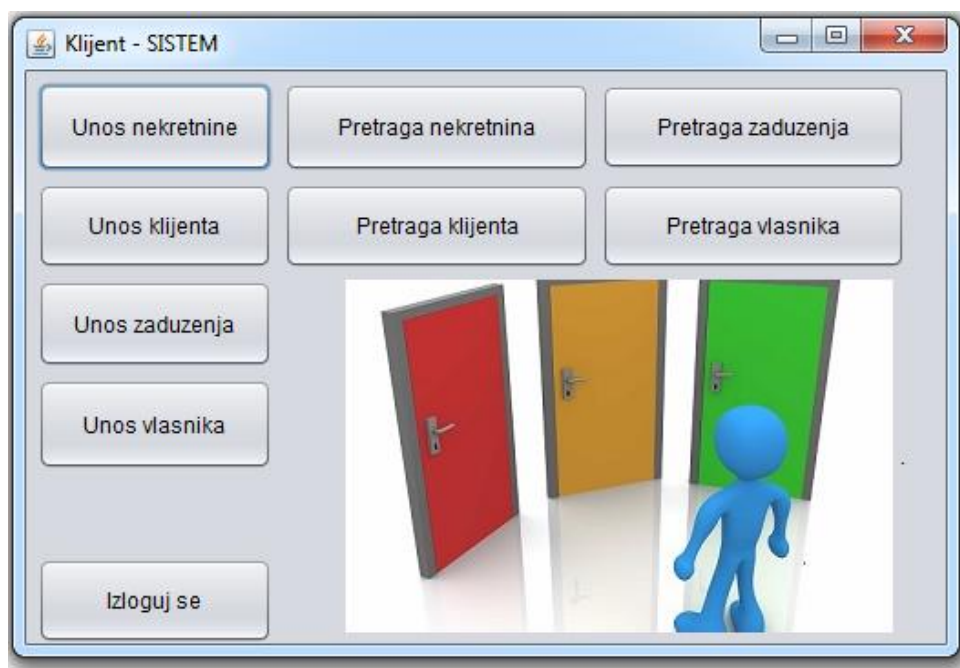 Klijent - SISTEM
Unos nekretnine
Pretraga nekretnina
Pretraga zaduzenja
Unos klijenta
Pretraga klijenta
Pretraga vlasnika
Unos zaduzenja
Unos vlasnika
Izloguj se